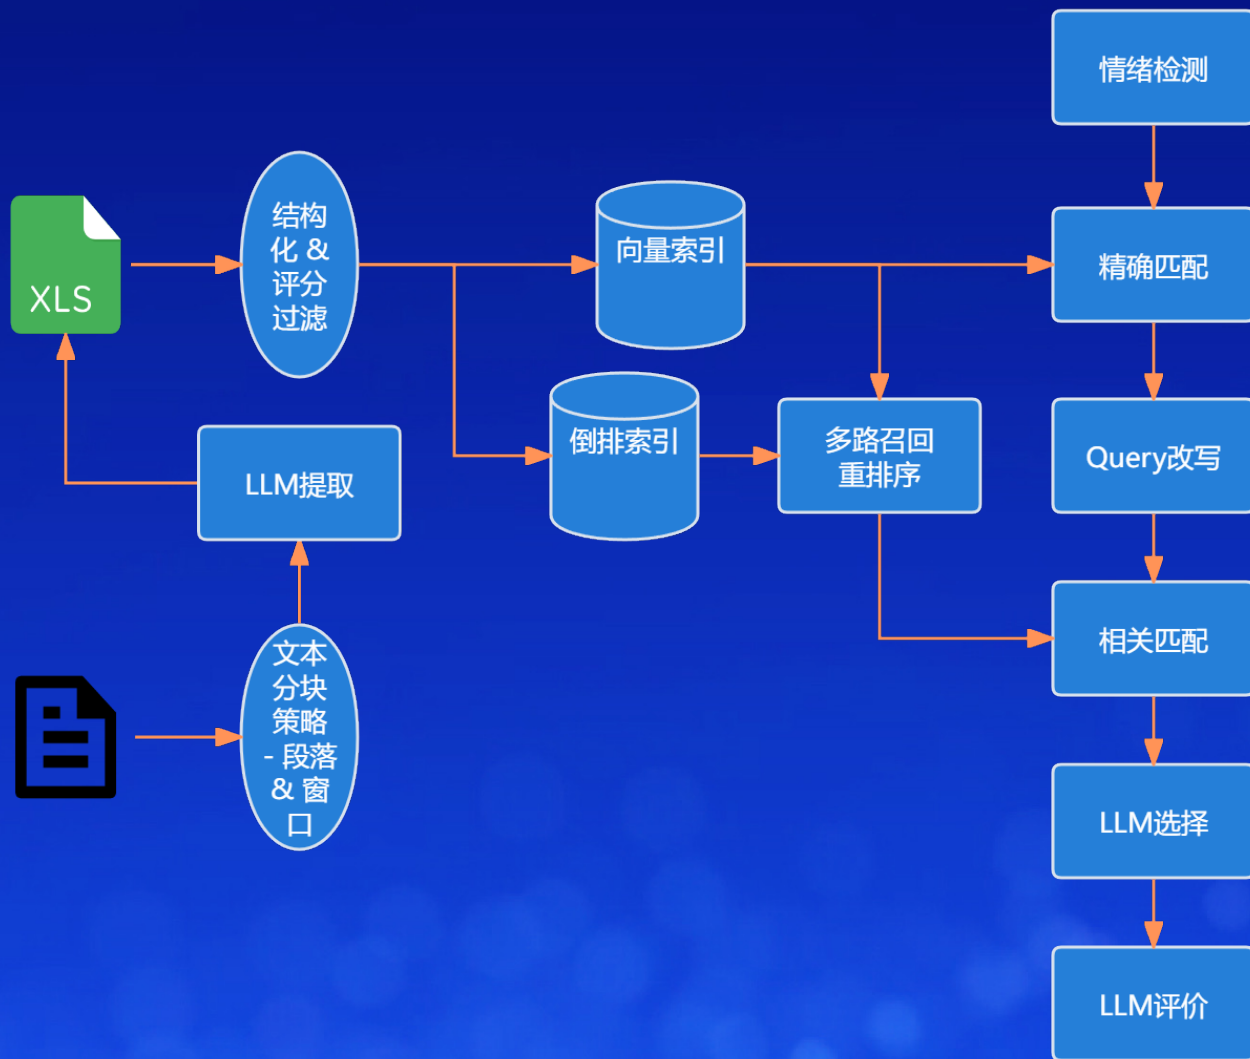 情绪检测
结构
化 &
评分
过滤
XLS
向量索引
精确匹配
倒排索引
多路召回
重排序
Query改写
LLM提取
文本
分块
策略
- 段落
& 窗
口
相关匹配
LLM选择
LLM评价